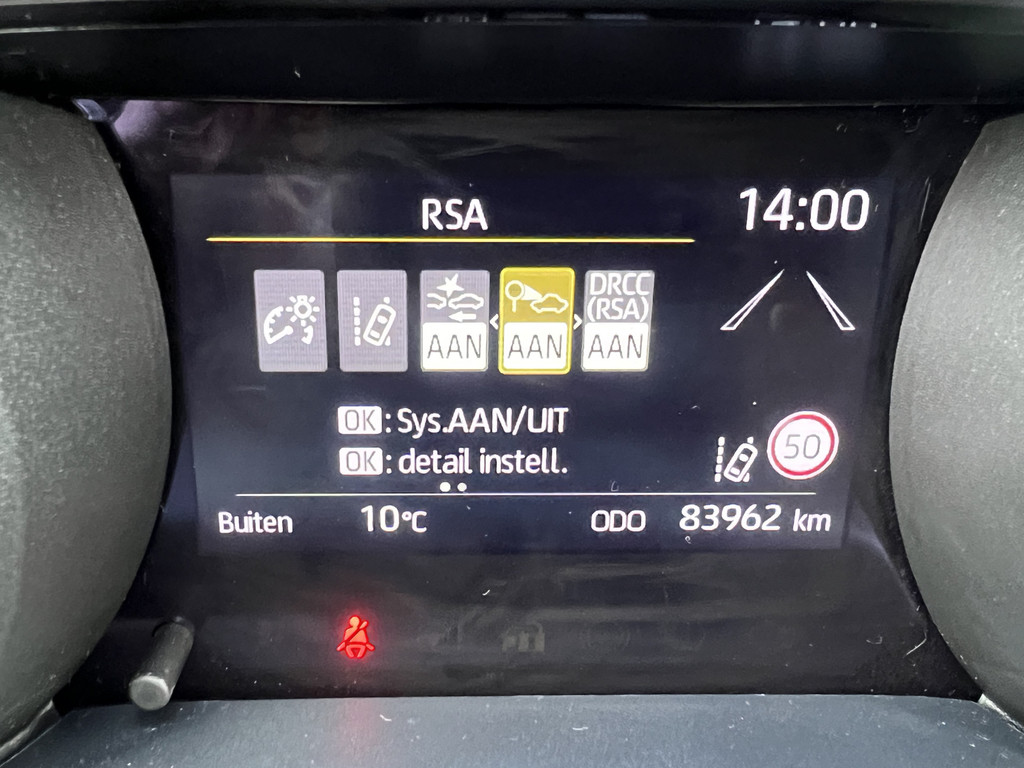 RSA
14:00
DRCC
(RSA)
AAN AAN AAN
OK: Sys.AAN/UIT
OK: detail instell.
50
Buiten 10°C ODO 83962 km